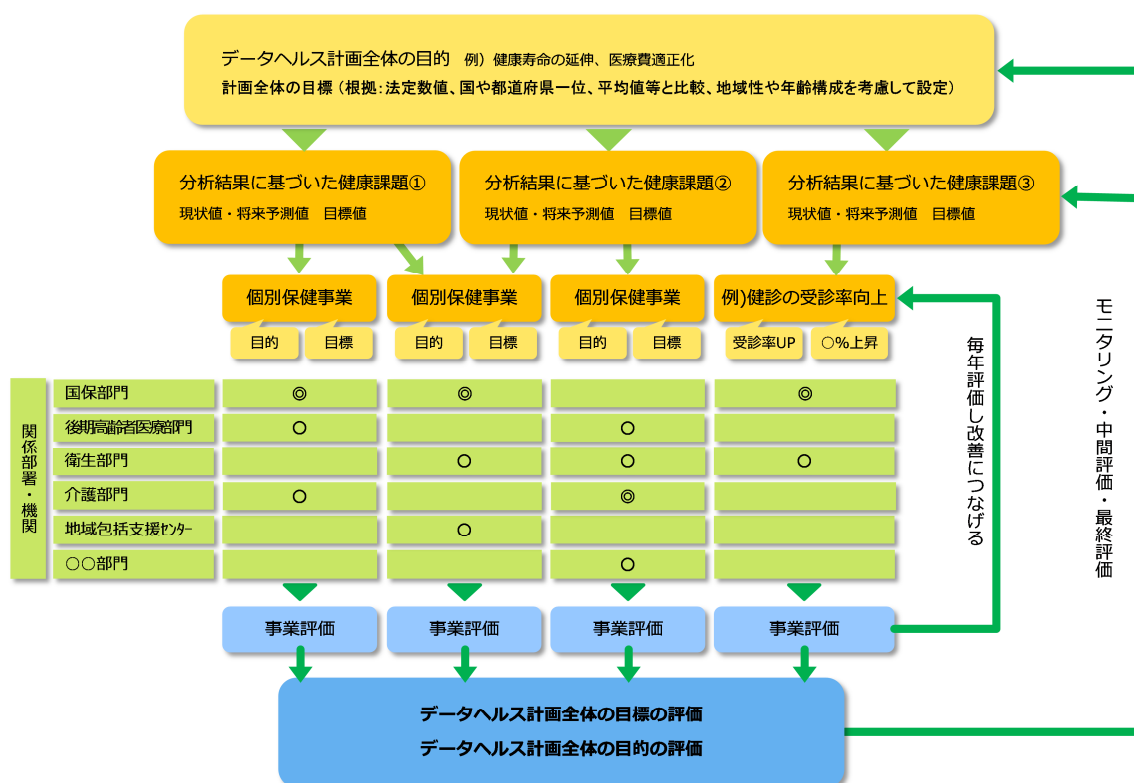 データヘルス計画全体の目的　例）健康寿命の延伸、医療費適正化
計画全体の目標（根拠：法定数値、国や都道府県一位、平均値等と比較、地域性や年齢構成を考慮して設定）
分析結果に基づいた健康課題①
現状値・将来予測値　目標値
分析結果に基づいた健康課題②
現状値・将来予測値　目標値
分析結果に基づいた健康課題③
現状値・将来予測値　目標値
個別保健事業
目的
目標
個別保健事業
目的
目標
個別保健事業
目的
目標
例)健診の受診率向上
受診率UP
○%上昇
関係部署・機関
国保部門 ◎ ◎ ◎
後期高齢者医療部門 ○ ○
衛生部門 ○ ○ ○
介護部門 ○ ◎
地域包括支援ｾﾝﾀｰ ○
○○部門 ○
事業評価
事業評価
事業評価
事業評価
毎年評価し改善につなげる
モニタリング・中間評価・最終評価
データヘルス計画全体の目標の評価
データヘルス計画全体の目的の評価